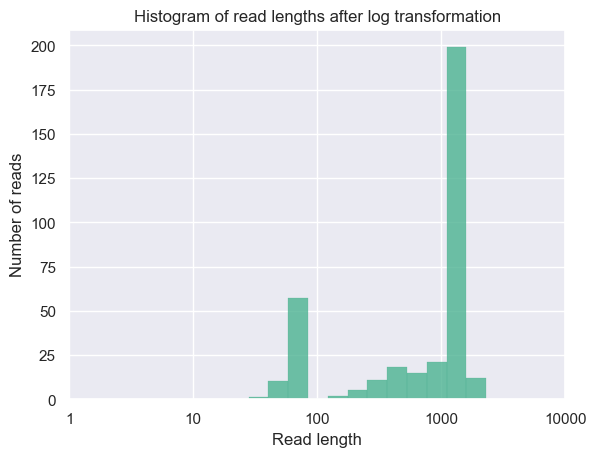 Histogram of read lengths after log transformation
200
175
150
125
100
75
50
25
0
Number of reads
1 10 100 1000 10000
Read length